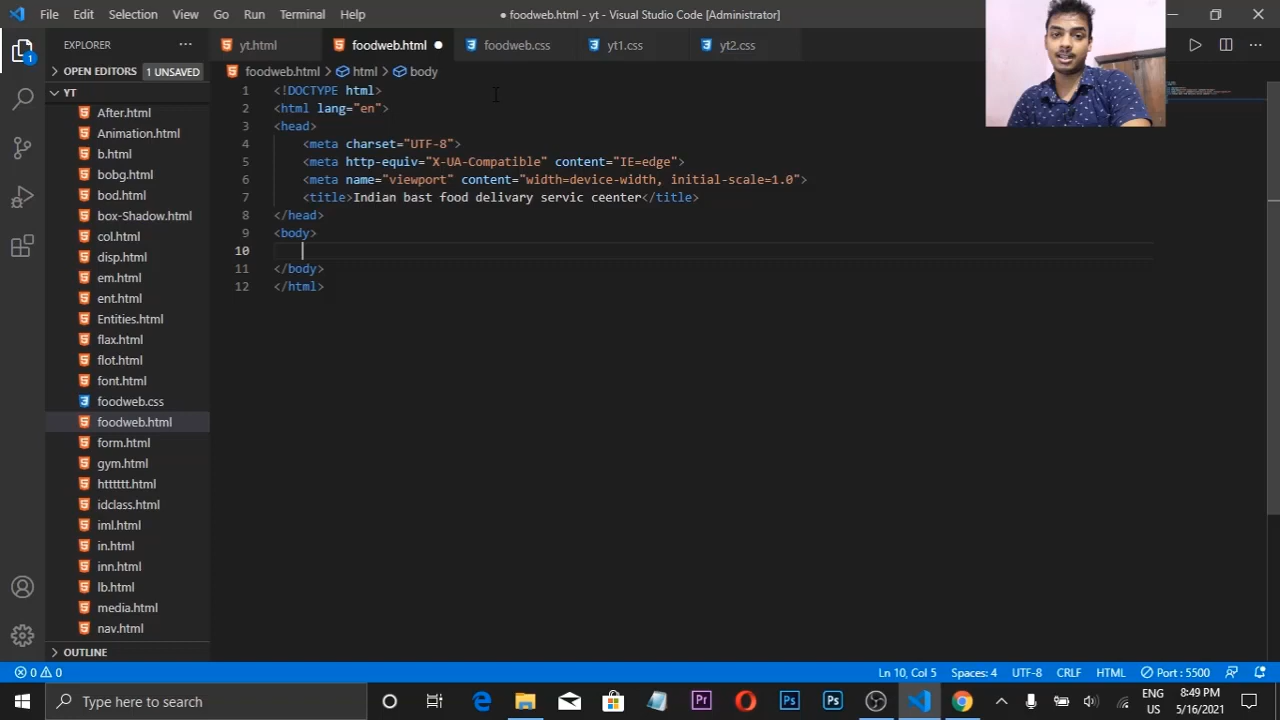 File Edit Selection View Go Run Terminal Help
● foodweb.html - yt - Visual Studio Code [Administrator]
EXPLORER
yt.html
foodweb.html
foodweb.css
yt1.css
yt2.css
OPEN EDITORS 1 UNSAVED
foodweb.html > html > body
YT
After.html
Animation.html
b.html
bobg.html
bod.html
box-Shadow.html
col.html
disp.html
em.html
ent.html
Entities.html
flax.html
flot.html
font.html
foodweb.css
foodweb.html
form.html
gym.html
htttttt.html
idclass.html
iml.html
in.html
inn.html
lb.html
media.html
nav.html
OUTLINE
1 <!DOCTYPE html>
2 <html lang="en">
3 <head>
4 <meta charset="UTF-8">
5 <meta http-equiv="X-UA-Compatible" content="IE=edge">
6 <meta name="viewport" content="width=device-width, initial-scale=1.0">
7 <title>Indian bast food delivary servic ceenter</title>
8 </head>
9 <body>
10
11 </body>
12 </html>
0 0
Ln 10, Col 5 Spaces: 4 UTF-8 CRLF HTML Port : 5500
Type here to search
ENG
US
8:49 PM
5/16/2021